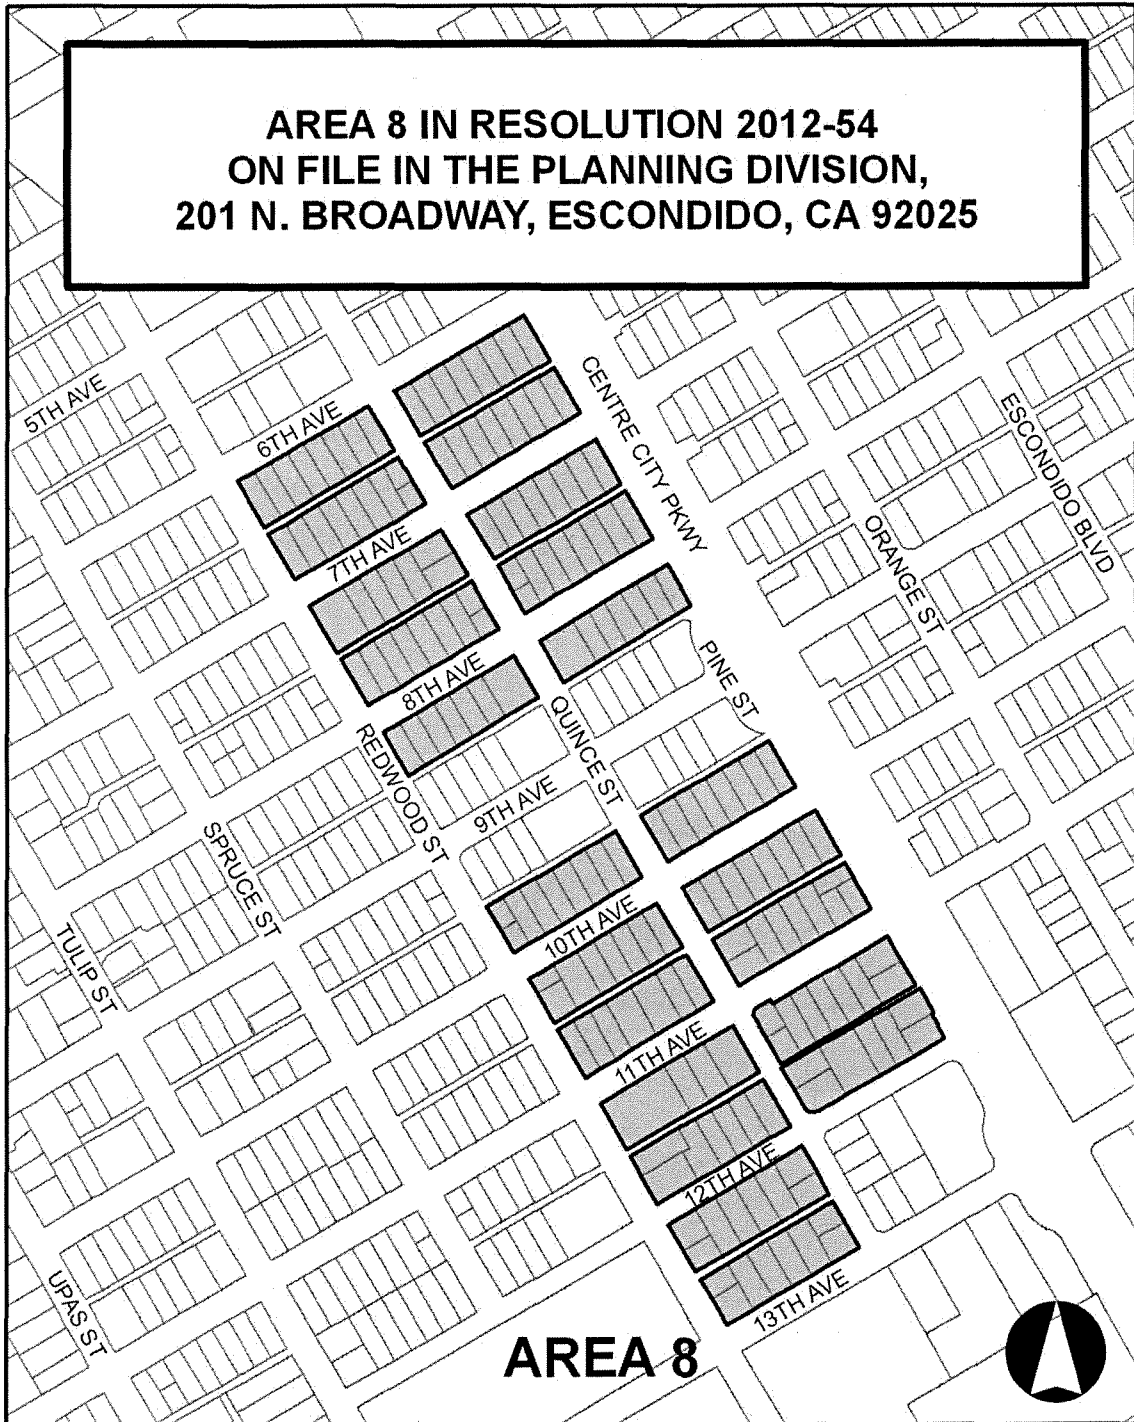 AREA 8 IN RESOLUTION 2012-54
ON FILE IN THE PLANNING DIVISION,
201 N. BROADWAY, ESCONDIDO, CA 92025
5TH AVE
6TH AVE
CENTRE CITY PKWY
ESCONDIDO BLVD
7TH AVE
ORANGE ST
8TH AVE
PINE ST
QUINCE ST
REDWOOD ST
9TH AVE
SPRUCE ST
10TH AVE
TULIP ST
11TH AVE
12TH AVE
UPAS ST
13TH AVE
AREA 8